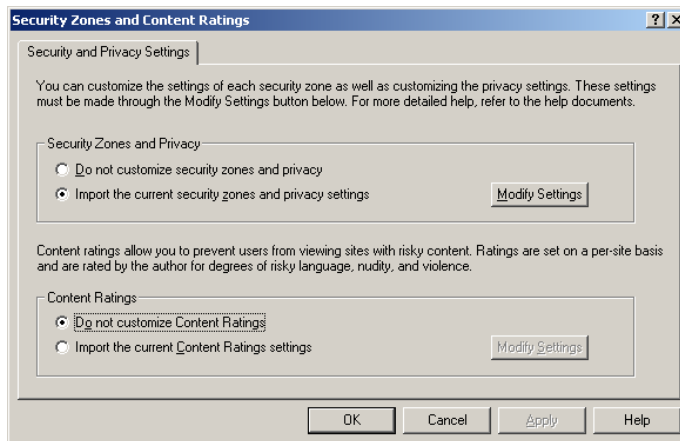 Security Zones and Content Ratings
Security and Privacy Settings
You can customize the settings of each security zone as well as customizing the privacy settings. These settings
must be made through the Modify Settings button below. For more detailed help, refer to the help documents.
Security Zones and Privacy
Do not customize security zones and privacy
Import the current security zones and privacy settings
Modify Settings
Content ratings allow you to prevent users from viewing sites with risky content. Ratings are set on a per-site basis
and are rated by the author for degrees of risky language, nudity, and violence.
Content Ratings
Do not customize Content Ratings
Import the current Content Ratings settings
Modify Settings
OK
Cancel
Apply
Help